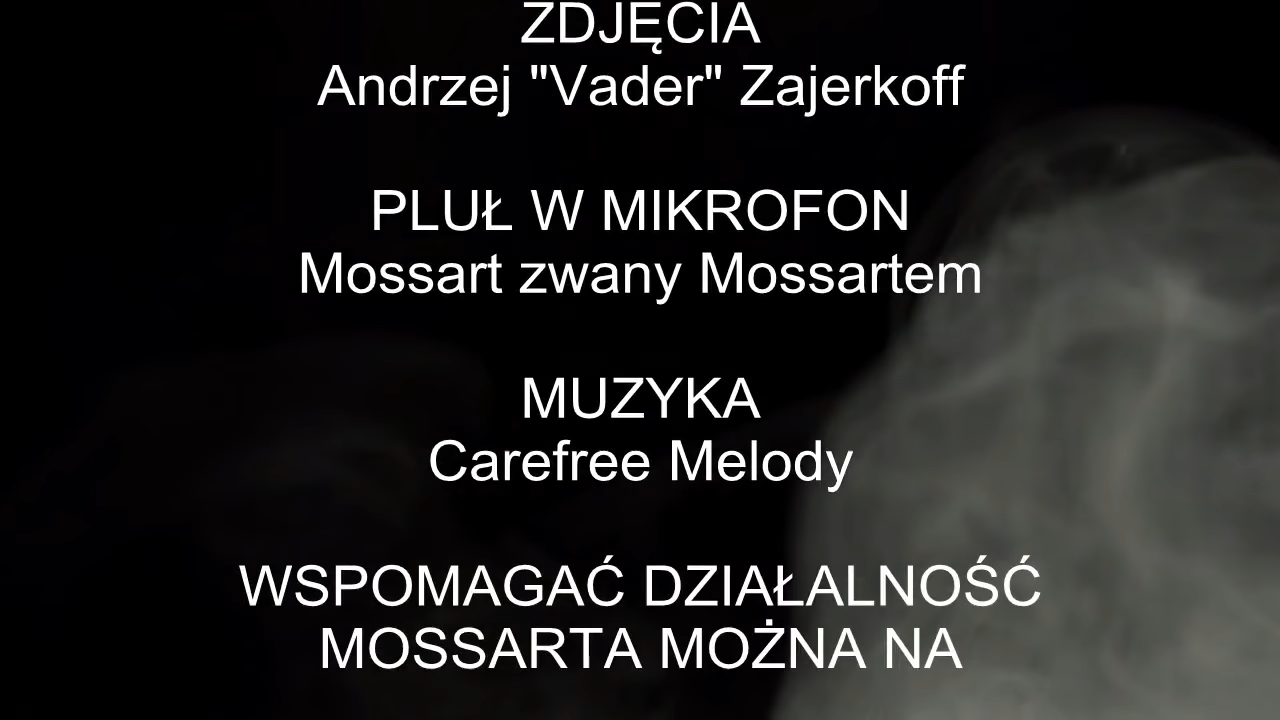 ZDJĘCIA
Andrzej "Vader" Zajerkoff
PLUŁ W MIKROFON
Mossart zwany Mossartem
MUZYKA
Carefree Melody
WSPOMAGAĆ DZIAŁALNOŚĆ
MOSSARTA MOŻNA NA